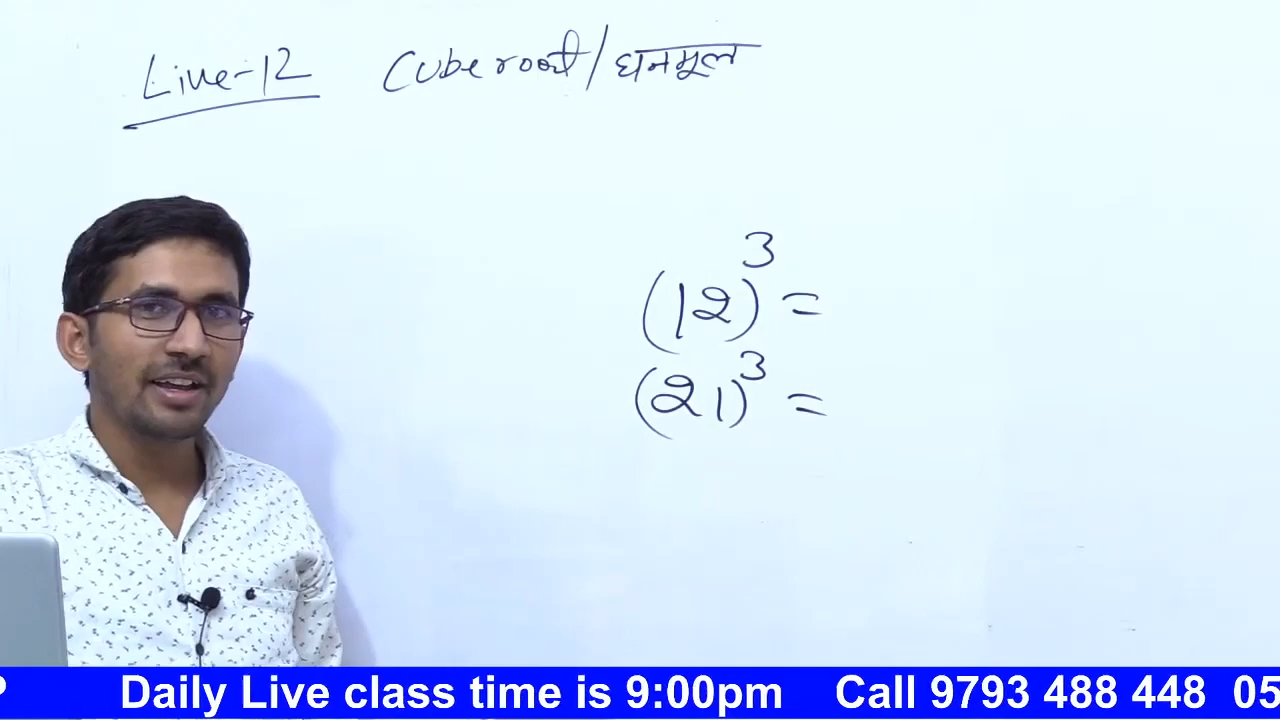 Live-12 Cube root/घनमूल
(12)³ =
(21)³ =
P Daily Live class time is 9:00pm Call 9793 488 448 05